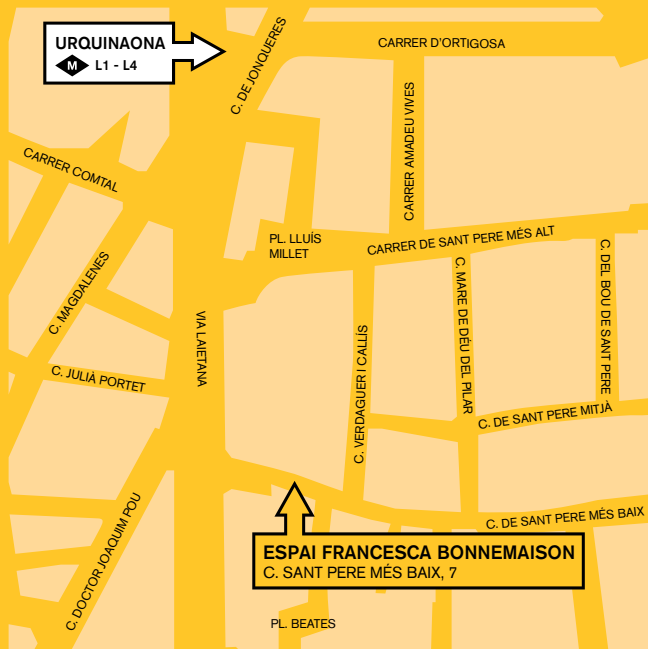 URQUINAONA
M L1 - L4
C. DE JONQUERES
CARRER D'ORTIGOSA
CARRER AMADEU VIVES
CARRER COMTAL
PL. LLUÍS
MILLET
CARRER DE SANT PERE MÉS ALT
C. MAGDALENES
VIA LAIETANA
C. VERDAGUER I CALLÍS
C. MARE DE DÉU DEL PILAR
C. DEL BOU DE SANT PERE
C. JULIÀ PORTET
C. DE SANT PERE MITJÀ
C. DOCTOR JOAQUIM POU
C. DE SANT PERE MÉS BAIX
ESPAI FRANCESCA BONNEMAISON
C. SANT PERE MÉS BAIX, 7
PL. BEATES